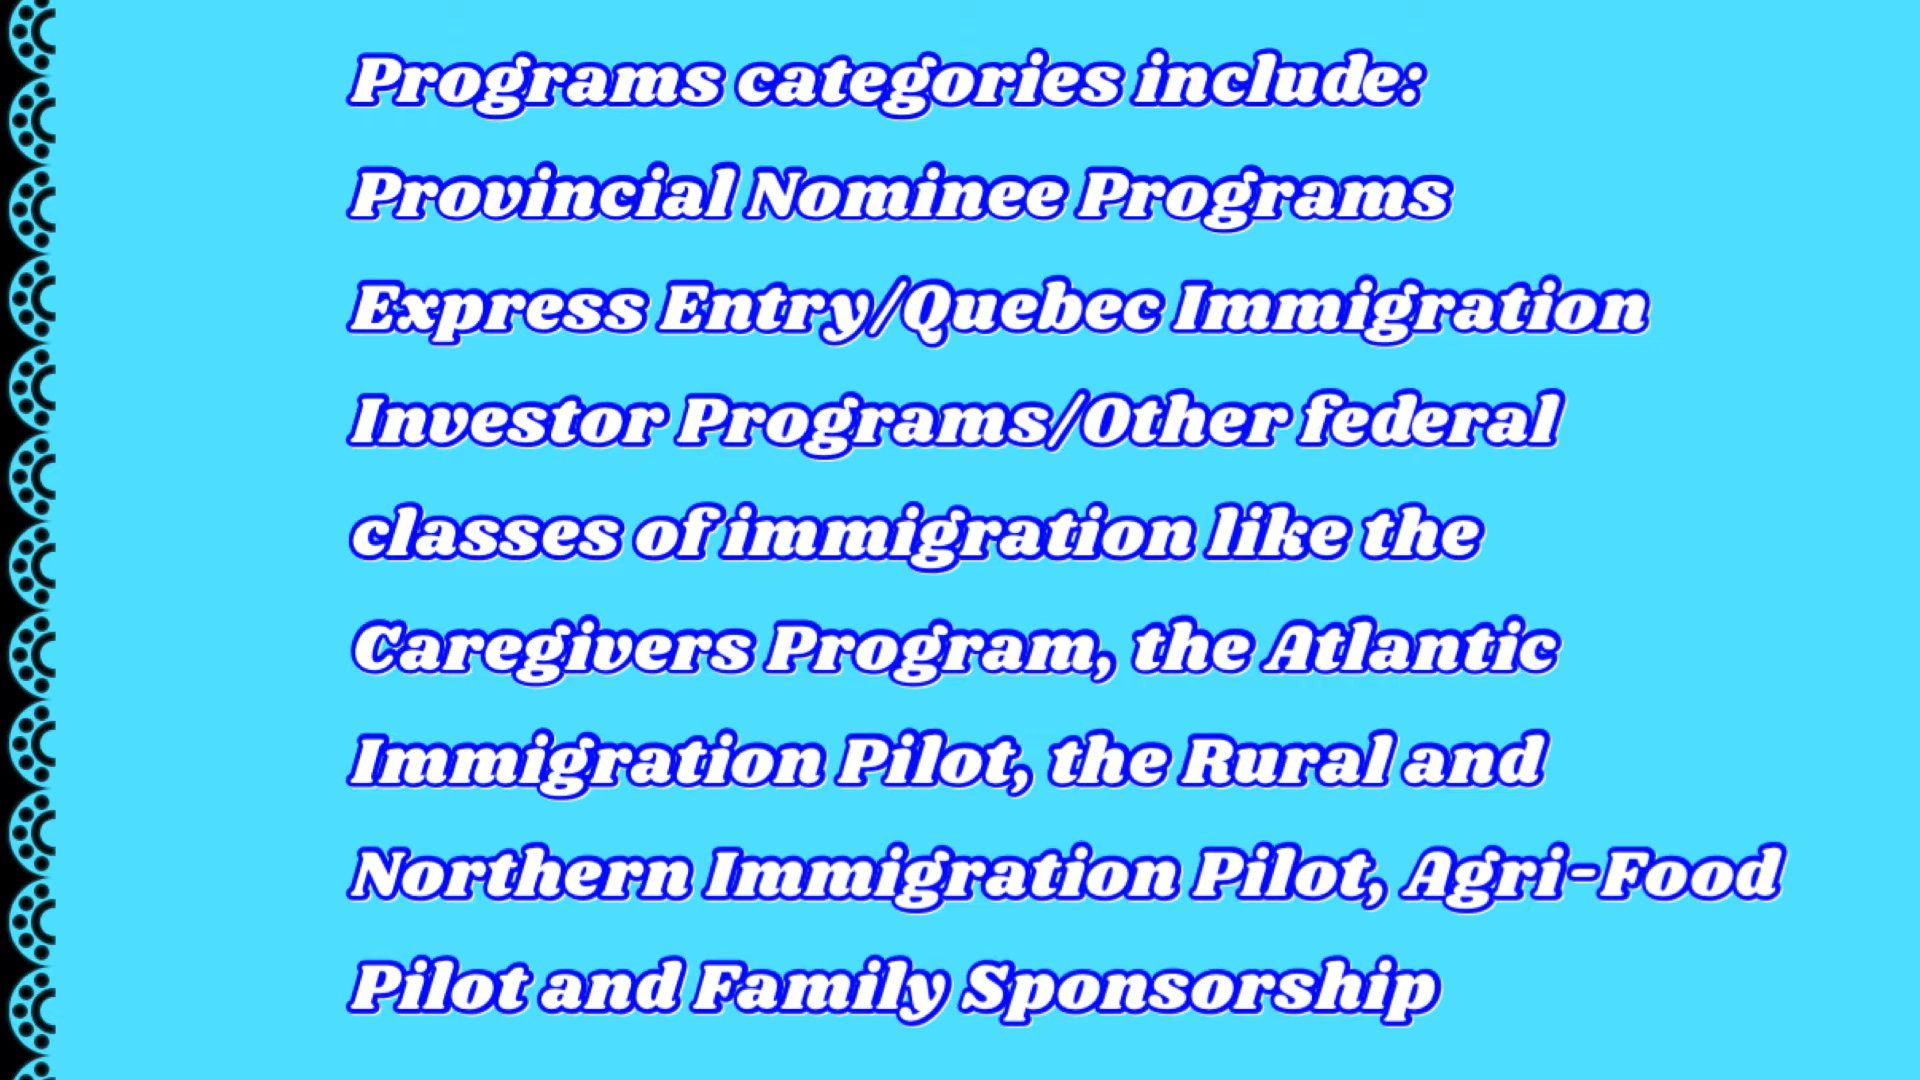 Programs categories include:
Provincial Nominee Programs
Express Entry/Quebec Immigration
Investor Programs/Other federal
classes of immigration like the
Caregivers Program, the Atlantic
Immigration Pilot, the Rural and
Northern Immigration Pilot, Agri-Food
Pilot and Family Sponsorship